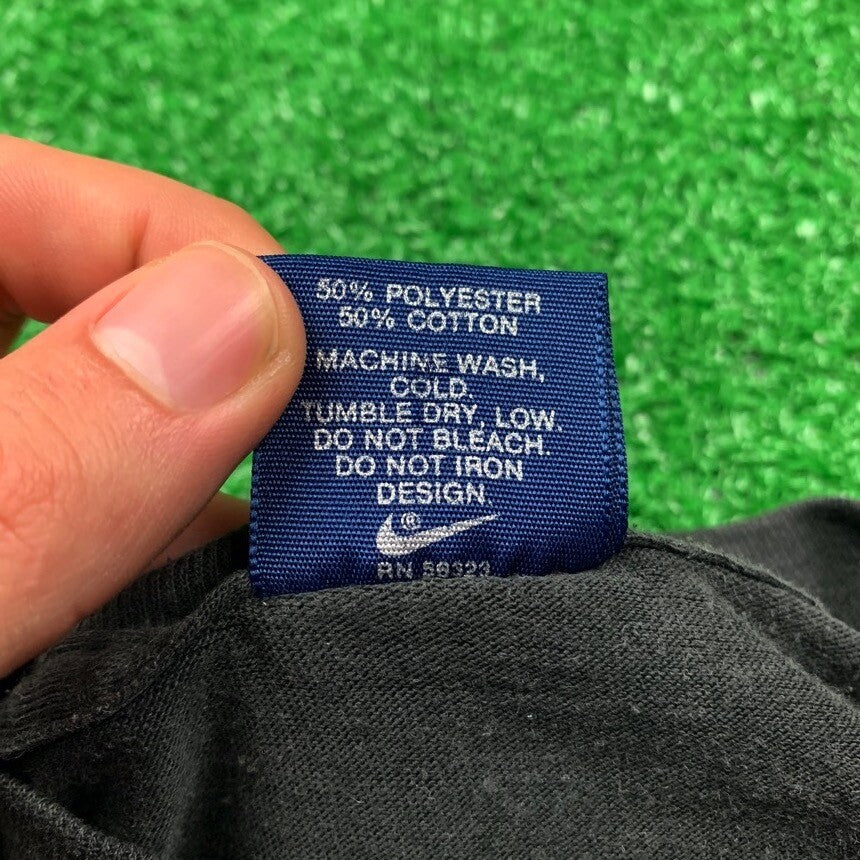 50% POLYESTER
50% COTTON
MACHINE WASH,
COLD.
TUMBLE DRY, LOW.
DO NOT BLEACH.
DO NOT IRON
DESIGN.
®
RN 56323